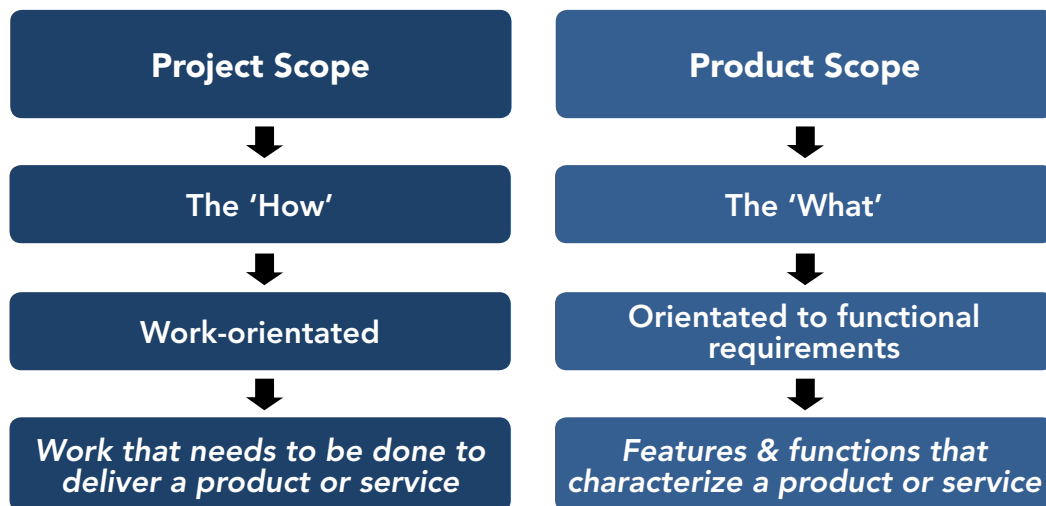 Project Scope
The ‘How’
Work-orientated
Work that needs to be done to
deliver a product or service
Product Scope
The ‘What’
Orientated to functional
requirements
Features & functions that
characterize a product or service